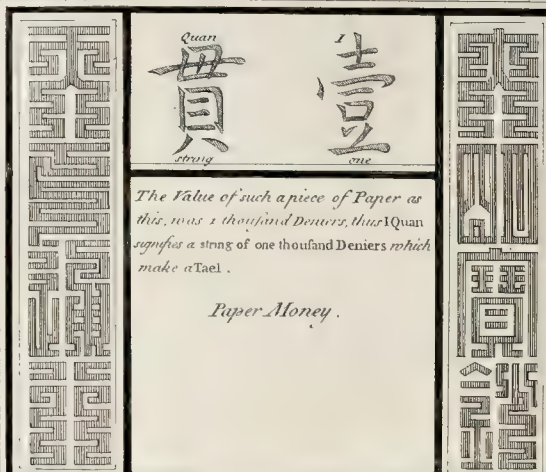 Quan I
貫 壹
string one
The Value of such a piece of Paper as
this, was 1 thouſand Deniers, thus I Quan
signifies a string of one thouſand Deniers which
make a Tael.
Paper Money.